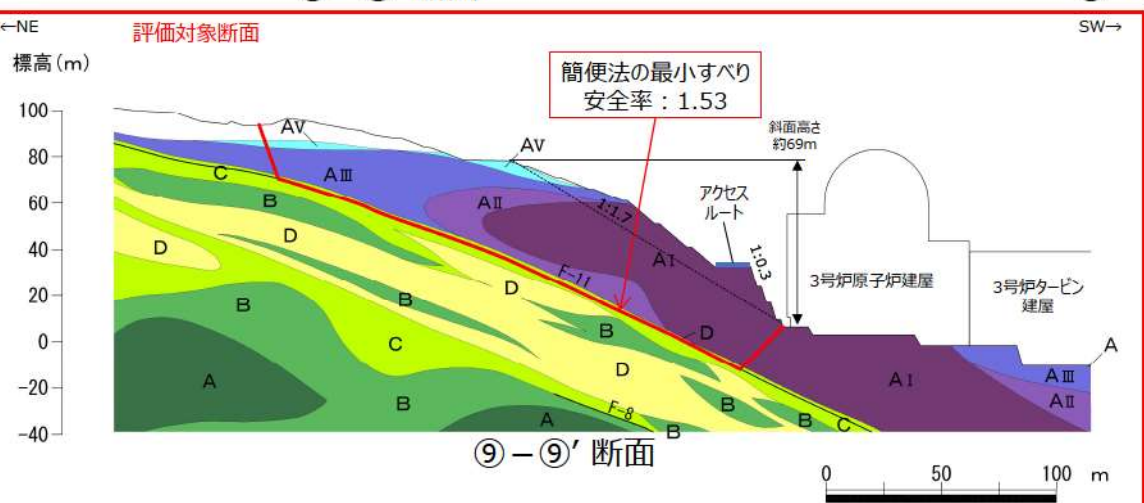 ←NE
評価対象断面
SW→
標高(m)
簡便法の最小すべり
安全率：1.53
斜面高さ
約69m
100
80
60
40
20
0
-20
-40
AV
AV
C
AⅢ
B
AⅡ
1:1.7
アクセス
ルート
D
D
AⅠ
1:0.3
F-11
3号炉原子炉建屋
3号炉タービン
建屋
D
B
B
B
D
C
D
A
A
AⅠ
AⅢ
AⅡ
B
F-8
A
B
B
B
C
⑨－⑨’断面
0
50
100
m